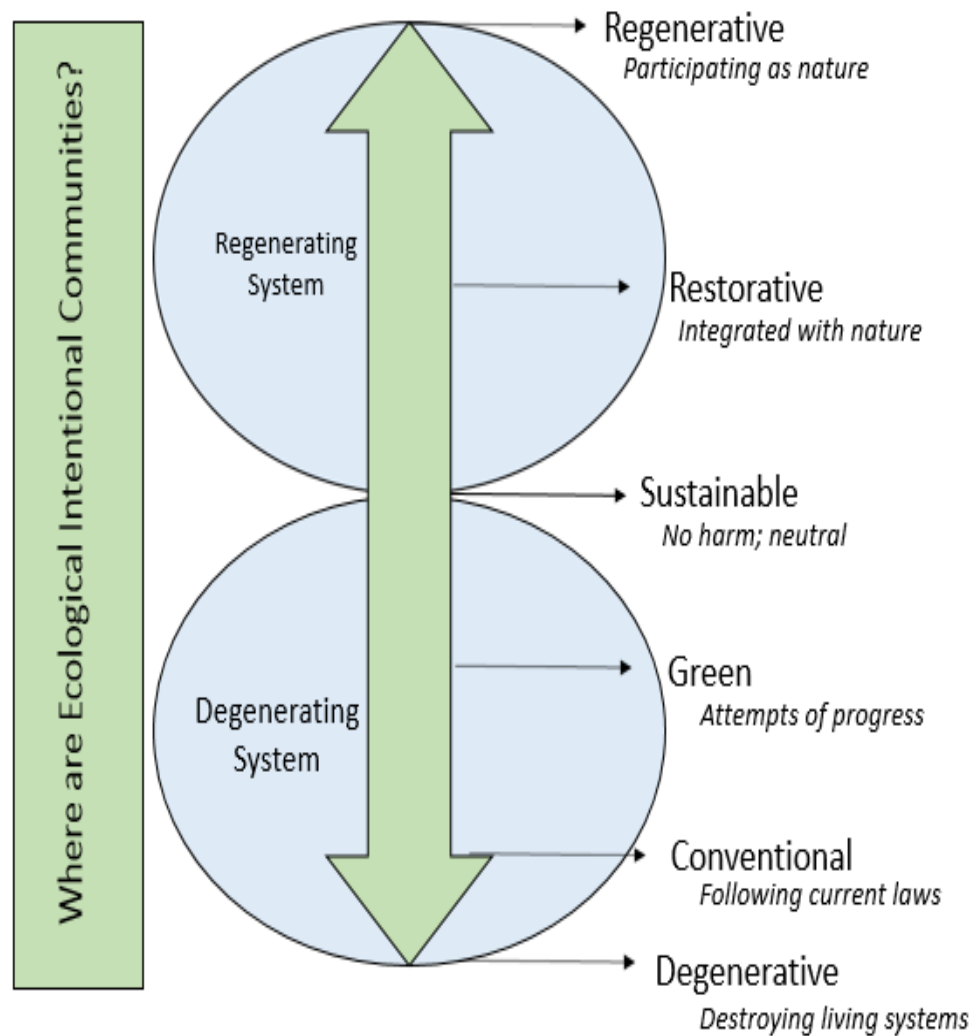 Where are Ecological Intentional Communities?
Regenerative
Participating as nature
Regenerating
System
Restorative
Integrated with nature
Sustainable
No harm; neutral
Green
Attempts of progress
Degenerating
System
Conventional
Following current laws
Degenerative
Destroying living systems